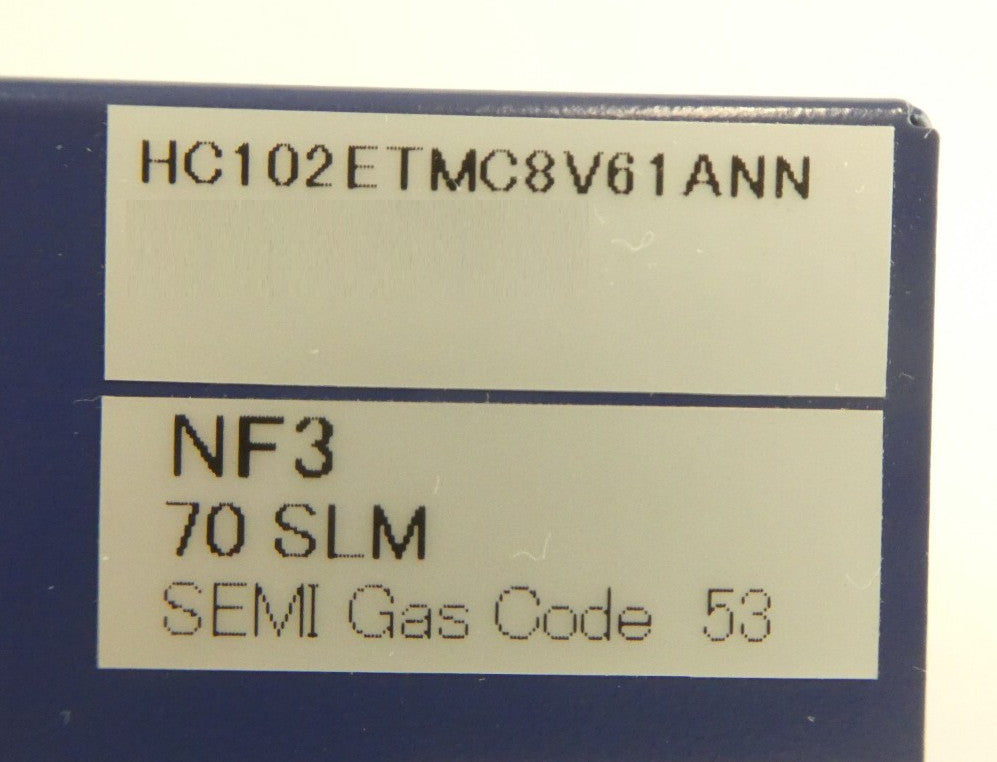 HC102ETMC8V61ANN
NF3
70 SLM
SEMI Gas Code 53